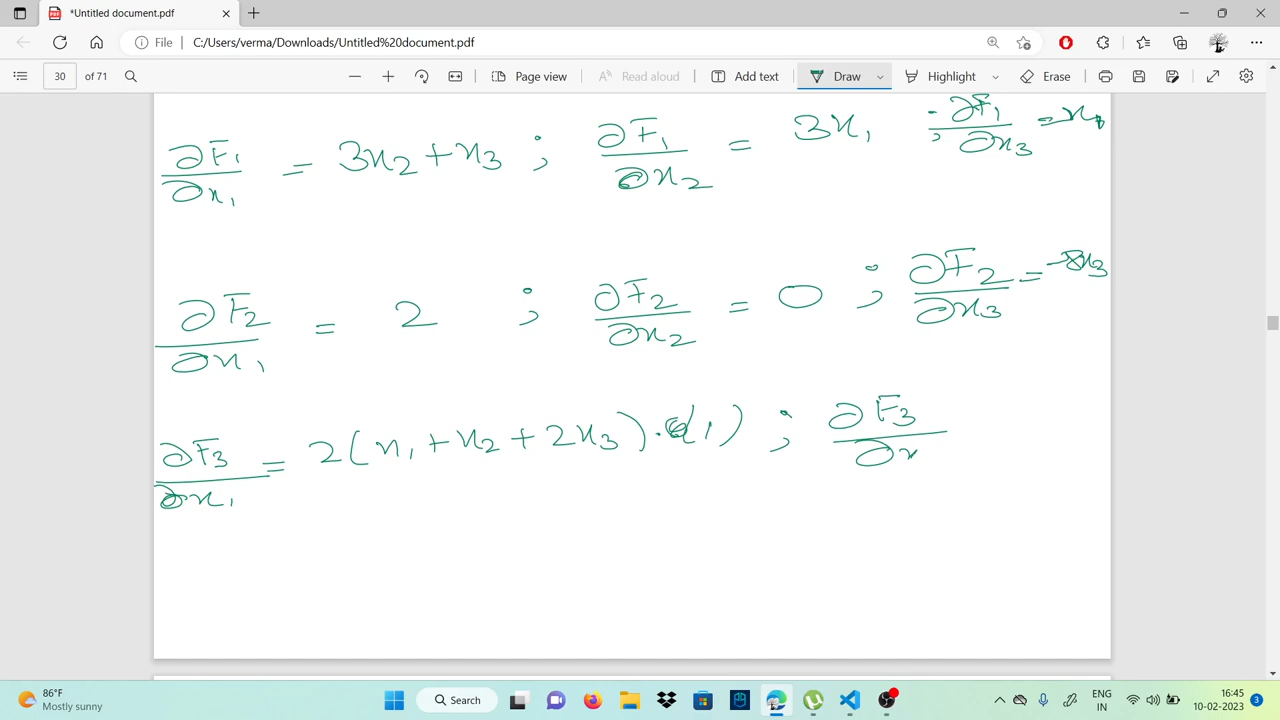 *Untitled document.pdf
File C:/Users/verma/Downloads/Untitled%20document.pdf
30 of 71 Page view Read aloud Add text Draw Highlight Erase
∂F₁/∂x₁ = 3x₂ + x₃ ; ∂F₁/∂x₂ = 3x₁ ; ∂F₁/∂x₃ = x₁
∂F₂/∂x₁ = 2 ; ∂F₂/∂x₂ = 0 ; ∂F₂/∂x₃ = -8x₃
∂F₃/∂x₁ = 2(x₁ + x₂ + 2x₃).(1) ; ∂F₃/∂x
86°F
Mostly sunny
Search
ENG
IN
16:45
10-02-2023
3